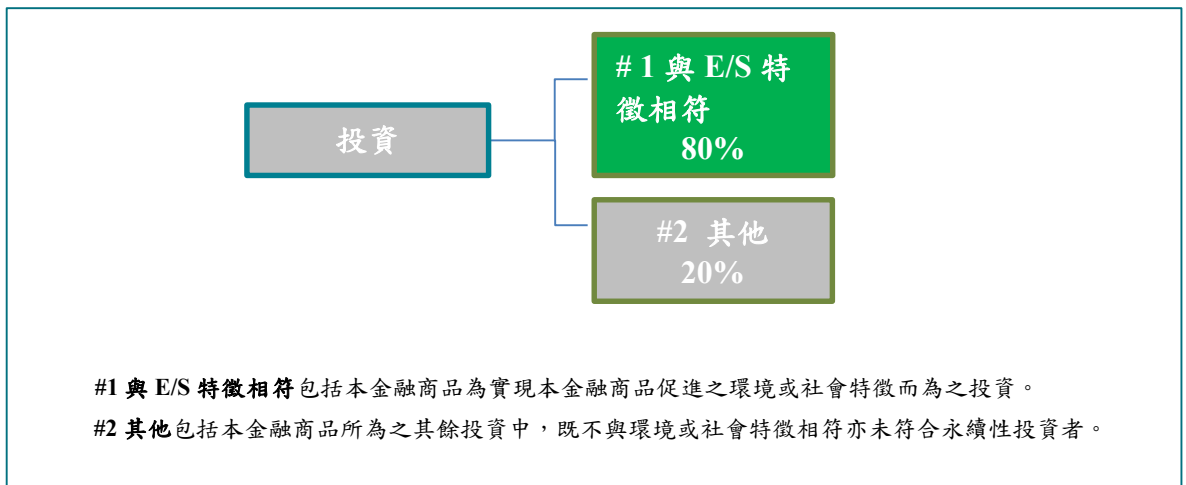 投資
# 1 與 E/S 特
徵相符
80%
#2 其他
20%
#1 與 E/S 特徵相符包括本金融商品為實現本金融商品促進之環境或社會特徵而為之投資。
#2 其他包括本金融商品所為之其餘投資中，既不與環境或社會特徵相符亦未符合永續性投資者。